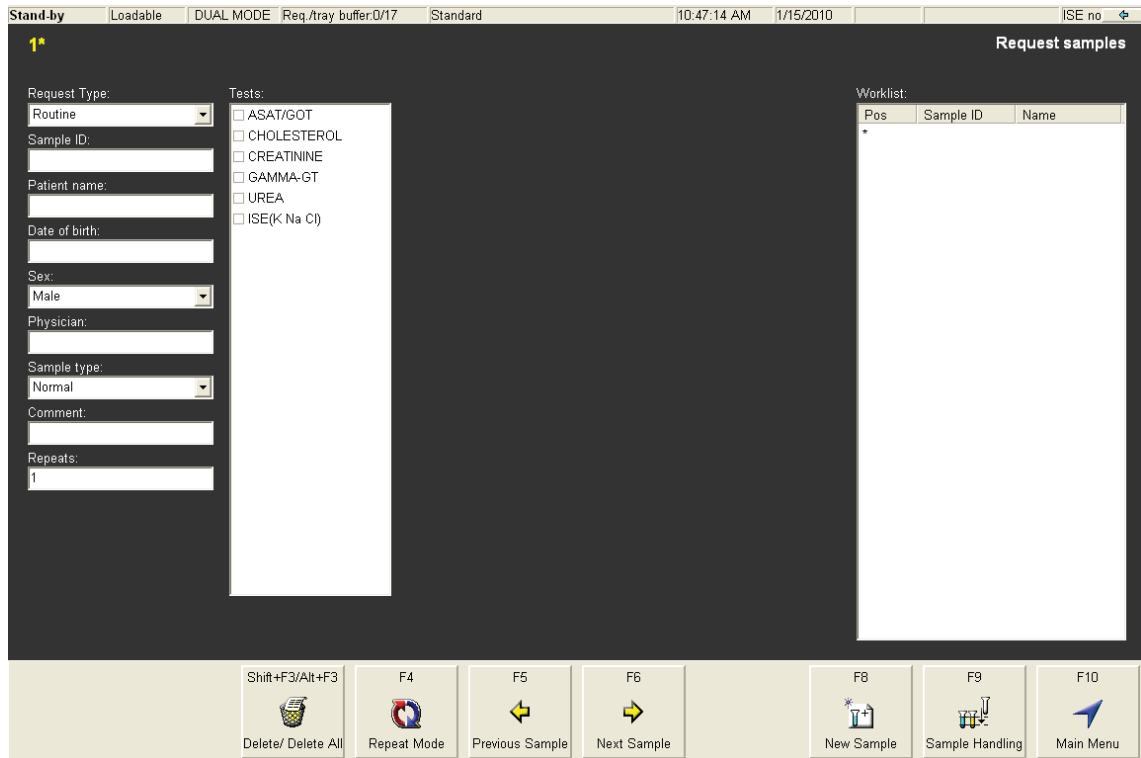 Stand-by Loadable DUAL MODE Req./tray buffer:0/17 Standard 10:47:14 AM 1/15/2010 ISE no
1*
Request samples
Request Type:
Routine
Sample ID:
Patient name:
Date of birth:
Sex:
Male
Physician:
Sample type:
Normal
Comment:
Repeats:
1
Tests:
ASAT/GOT
CHOLESTEROL
CREATININE
GAMMA-GT
UREA
ISE(K Na Cl)
Worklist:
Pos Sample ID Name
*
Shift+F3/Alt+F3
Delete/ Delete All
F4
Repeat Mode
F5
Previous Sample
F6
Next Sample
F8
New Sample
F9
Sample Handling
F10
Main Menu